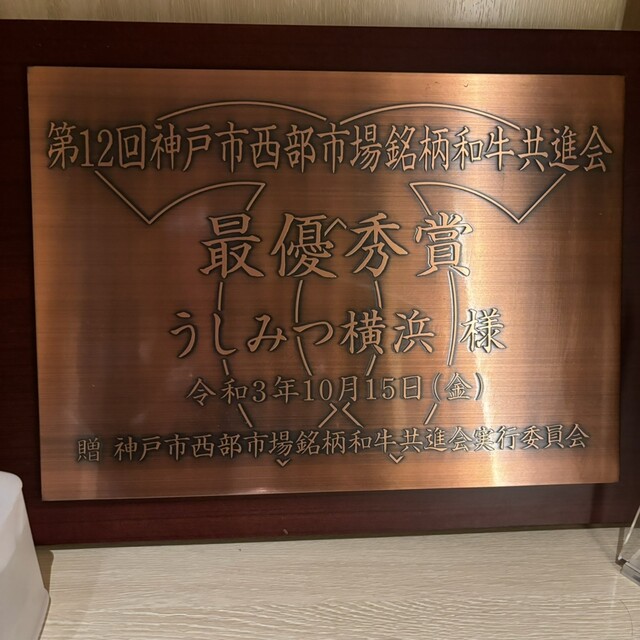 第12回神戸市西部市場銘柄和牛共進会
最優秀賞
うしみつ横浜 様
令和3年10月15日(金)
贈 神戸市西部市場銘柄和牛共進会実行委員会